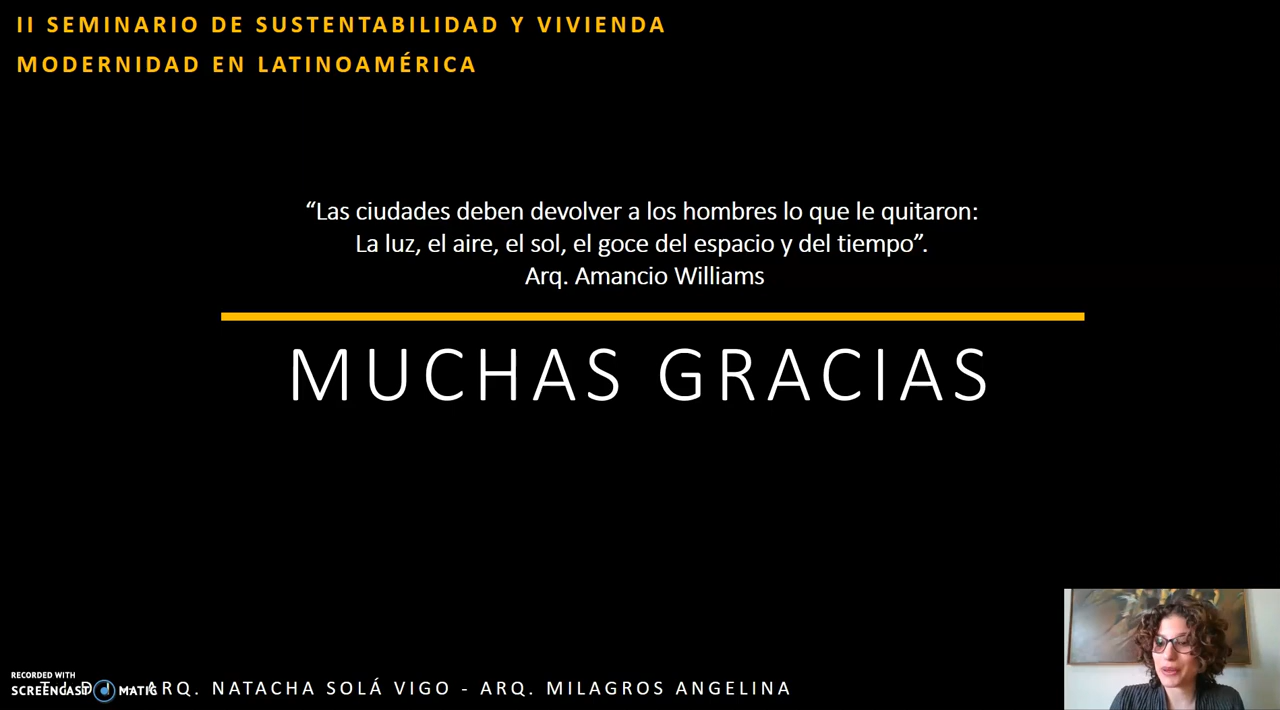 II SEMINARIO DE SUSTENTABILIDAD Y VIVIENDA
MODERNIDAD EN LATINOAMÉRICA
“Las ciudades deben devolver a los hombres lo que le quitaron:
La luz, el aire, el sol, el goce del espacio y del tiempo”.
Arq. Amancio Williams
MUCHAS GRACIAS
RECORDED WITH
SCREENCAST MATIC
ARQ. NATACHA SOLÁ VIGO - ARQ. MILAGROS ANGELINA